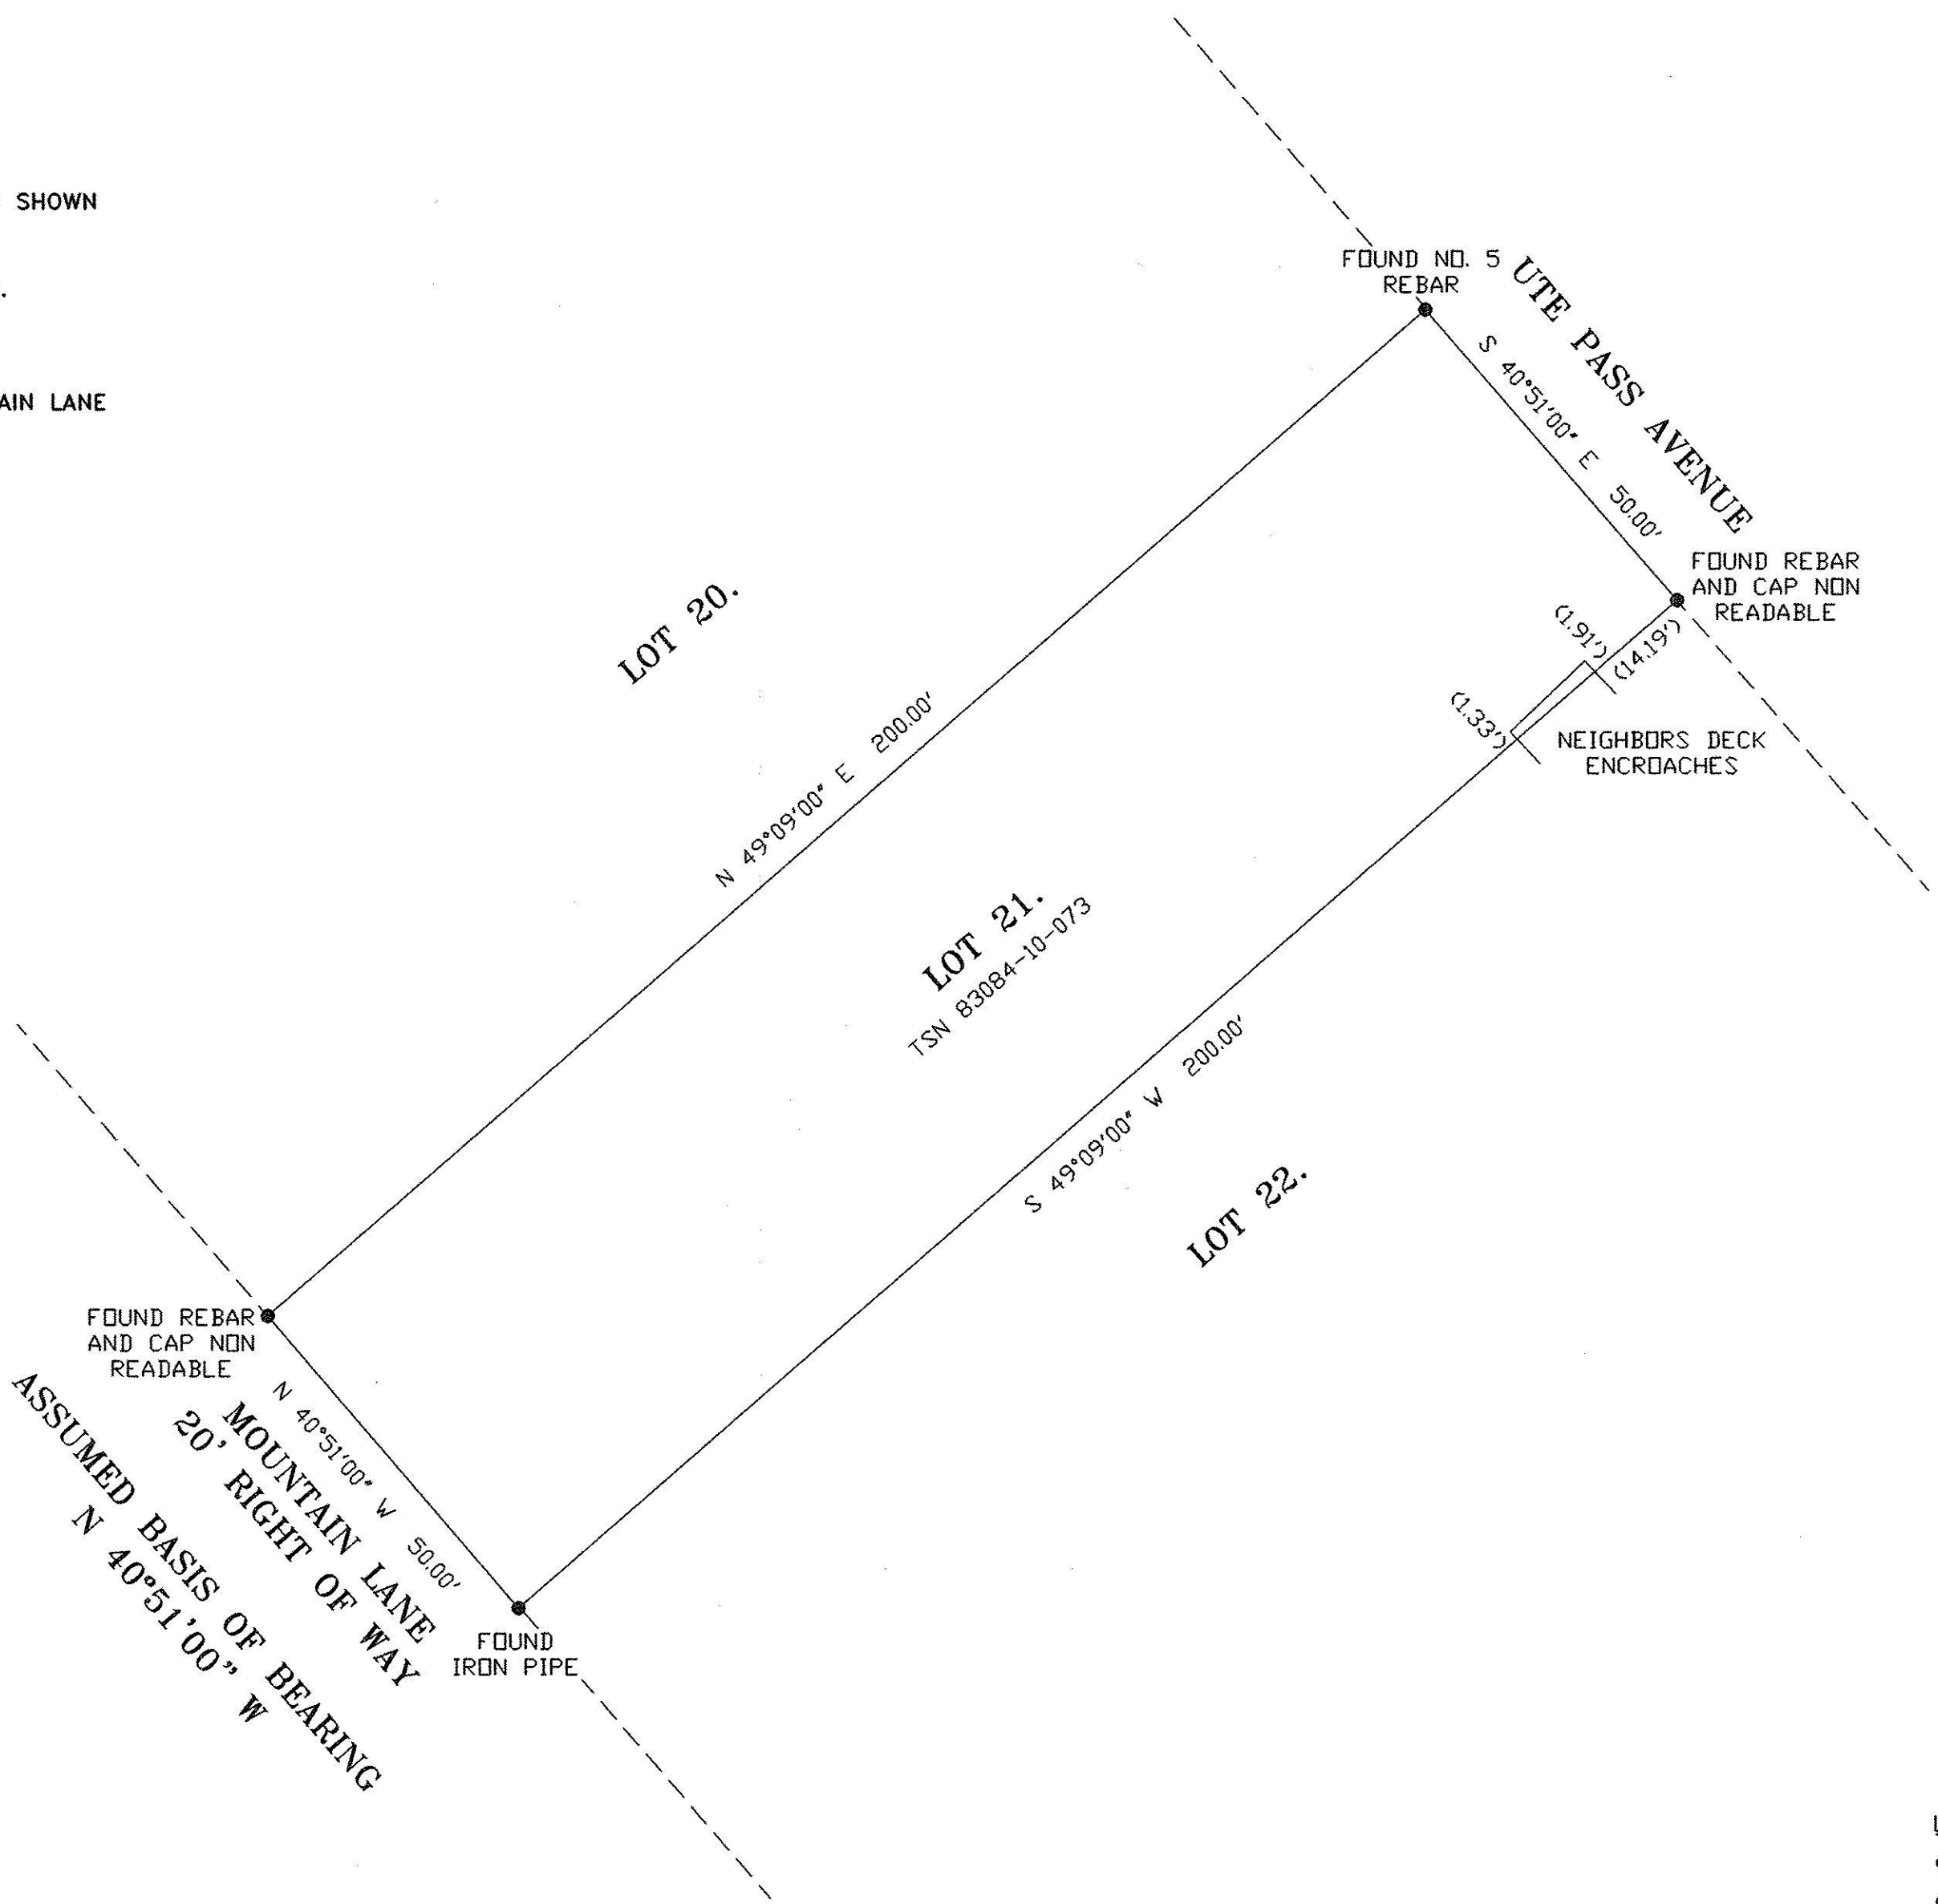 SHOWN
.
AIN LANE
FOUND NO. 5
REBAR
UTE PASS AVENUE
S 40°51'00" E 50.00'
FOUND REBAR
AND CAP NON
READABLE
(1.91')
(14.19')
(1.33')
NEIGHBORS DECK
ENCROACHES
LOT 20.
N 49°09'00" E 200.00'
LOT 21.
TSN 83084-10-073
S 49°09'00" W 200.00'
LOT 22.
FOUND REBAR
AND CAP NON
READABLE
N 40°51'00" W 50.00'
MOUNTAIN LANE
20' RIGHT OF WAY
ASSUMED BASIS OF BEARING
N 40°51'00" W
FOUND
IRON PIPE